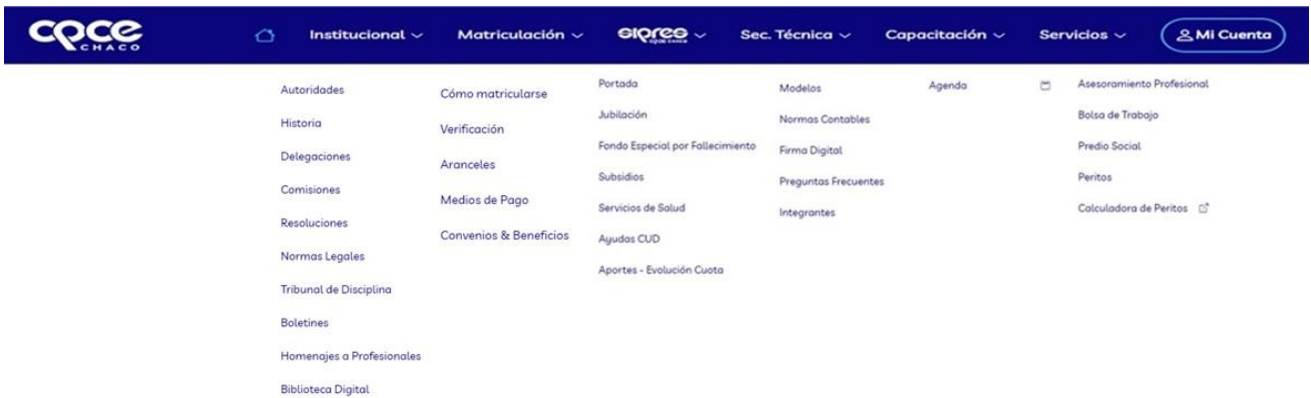 cpce
CHACO
Institucional
Matriculación
sipres
CPCE CHACO
Sec. Técnica
Capacitación
Servicios
Mi Cuenta
Autoridades
Historia
Delegaciones
Comisiones
Resoluciones
Normas Legales
Tribunal de Disciplina
Boletines
Homenajes a Profesionales
Biblioteca Digital
Cómo matricularse
Verificación
Aranceles
Medios de Pago
Convenios & Beneficios
Portada
Jubilación
Fondo Especial por Fallecimiento
Subsidios
Servicios de Salud
Ayudas CUD
Aportes - Evolución Cuota
Modelos
Normas Contables
Firma Digital
Preguntas Frecuentes
Integrantes
Agenda
Asesoramiento Profesional
Bolsa de Trabajo
Predio Social
Peritos
Calculadora de Peritos